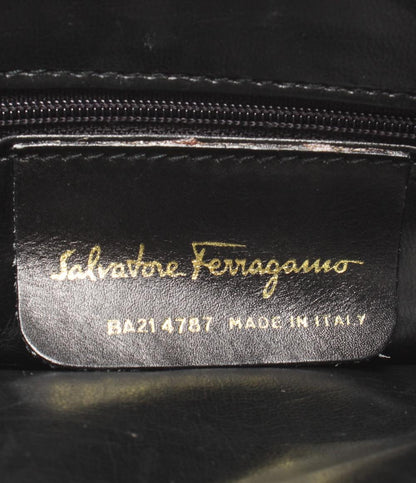 Salvatore Ferragamo
BA21 4787 MADE IN ITALY